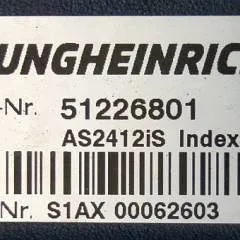 UNGHEINRIC
-Nr. 51226801
AS2412iS Index
Nr. S1AX 00062603